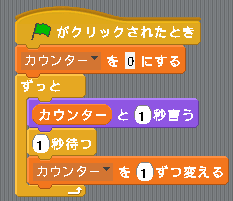 がクリックされたとき
カウンター を 0 にする
ずっと
カウンター と 1 秒言う
1 秒待つ
カウンター を 1 ずつ変える